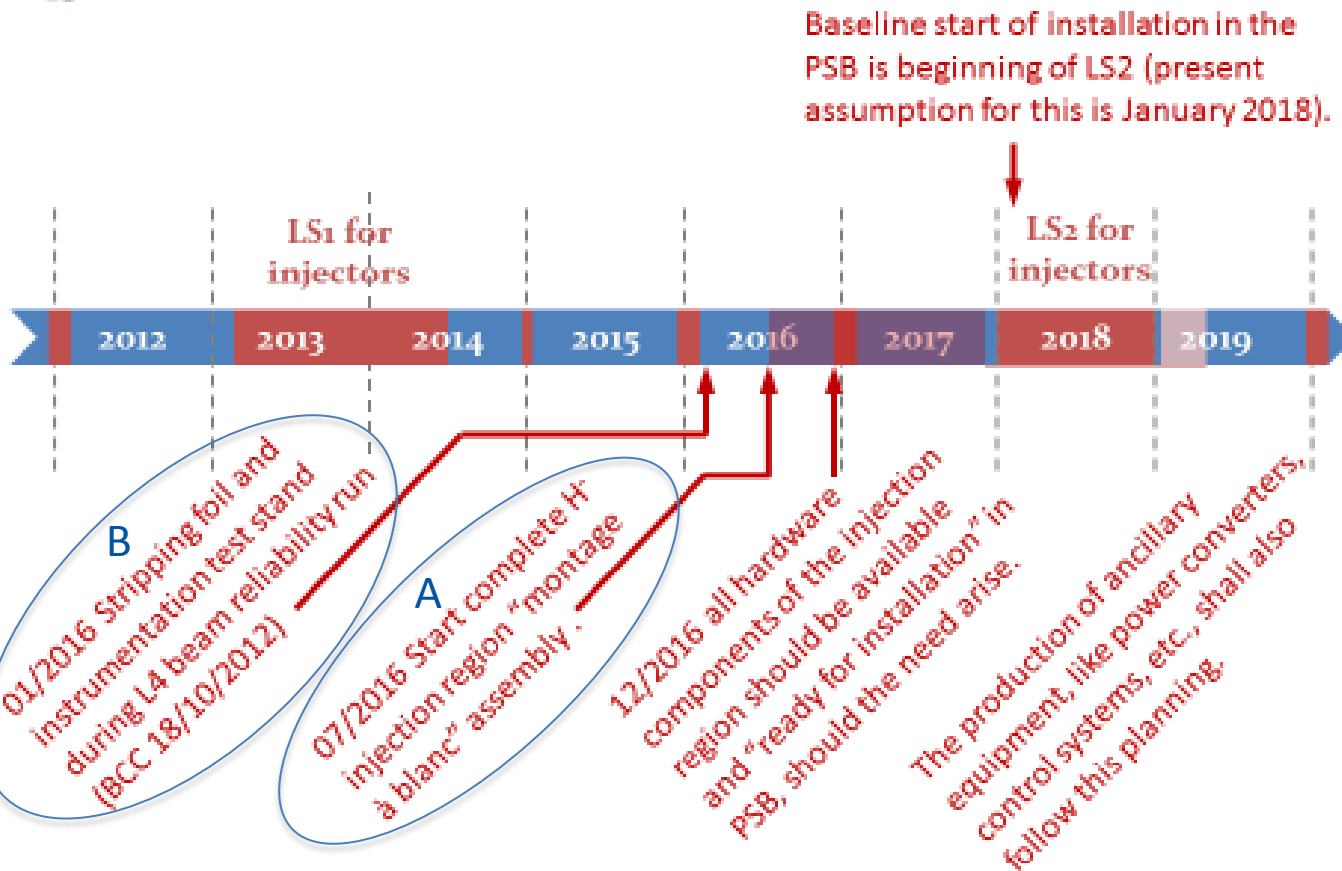 Baseline start of installation in the
PSB is beginning of LS2 (present
assumption for this is January 2018).
LS1 for
injectors
LS2 for
injectors
2012
2013
2014
2015
2016
2017
2018
2019
B
01/2016 Stripping foil and
instrumentation test stand
during L4 beam reliability run
(BCC 18/10/2012)
A
07/2016 Start complete H-
injection region “montage
à blanc” assembly .
12/2016 all hardware
components of the injection
region should be available
and “ready for installation” in
PSB, should the need arise.
The production of ancillary
equipment, like power converters,
control systems, etc., shall also
follow this planning.